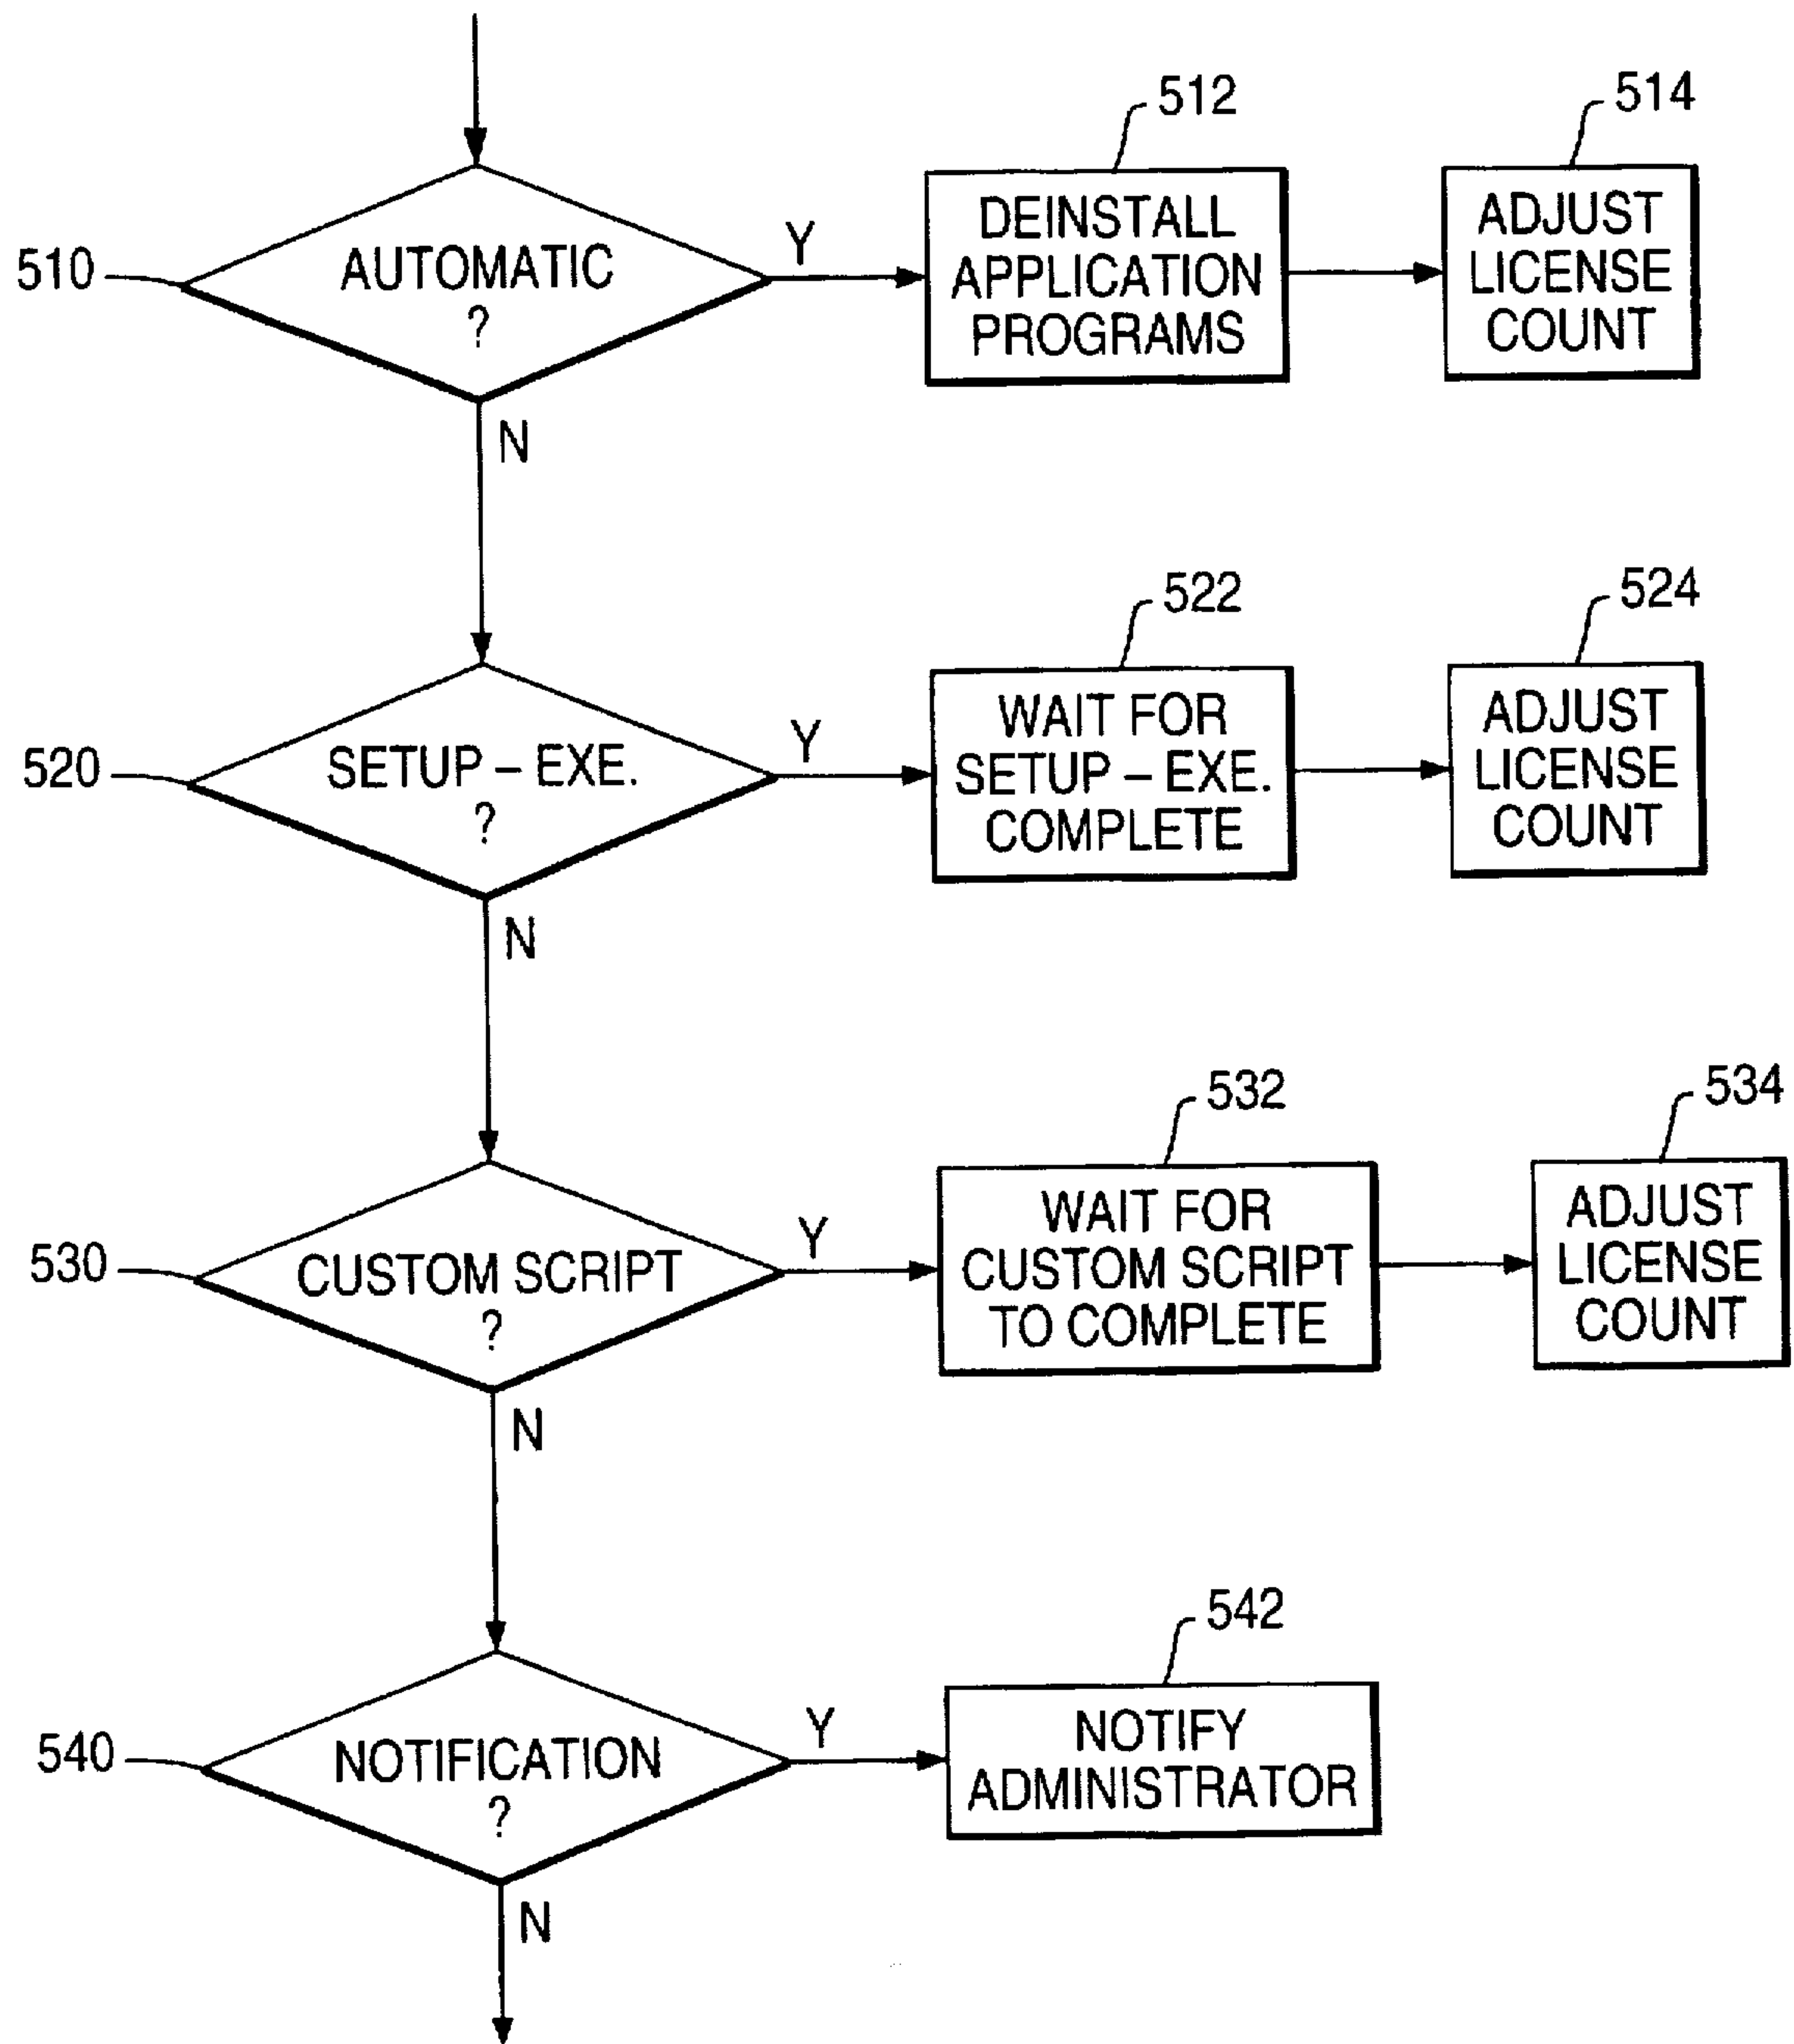 512
514
510
AUTOMATIC
?
Y
DEINSTALL
APPLICATION
PROGRAMS
ADJUST
LICENSE
COUNT
N
522
524
520
SETUP – EXE.
?
Y
WAIT FOR
SETUP – EXE.
COMPLETE
ADJUST
LICENSE
COUNT
N
532
534
530
CUSTOM SCRIPT
?
Y
WAIT FOR
CUSTOM SCRIPT
TO COMPLETE
ADJUST
LICENSE
COUNT
N
542
540
NOTIFICATION
?
Y
NOTIFY
ADMINISTRATOR
N